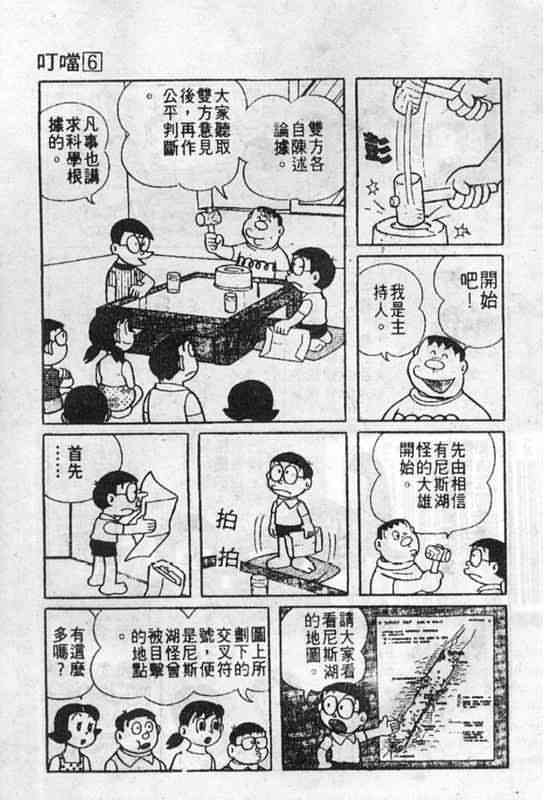 叮噹6
開始
吧！
我是主
持人。
雙方各
自陳述
論據。
大家聽取
雙方意見
後，再作
公平判斷
。
凡事也講
求科學根
據的。
先由相信
有尼斯湖
怪的大雄
開始。
拍
拍
首先
……
請大家看
看尼斯湖
的地圖。
圖上所
劃下的
交叉符
號，使
是尼斯
湖怪曾
被目擊
的地點
。
有這麼
多嗎？